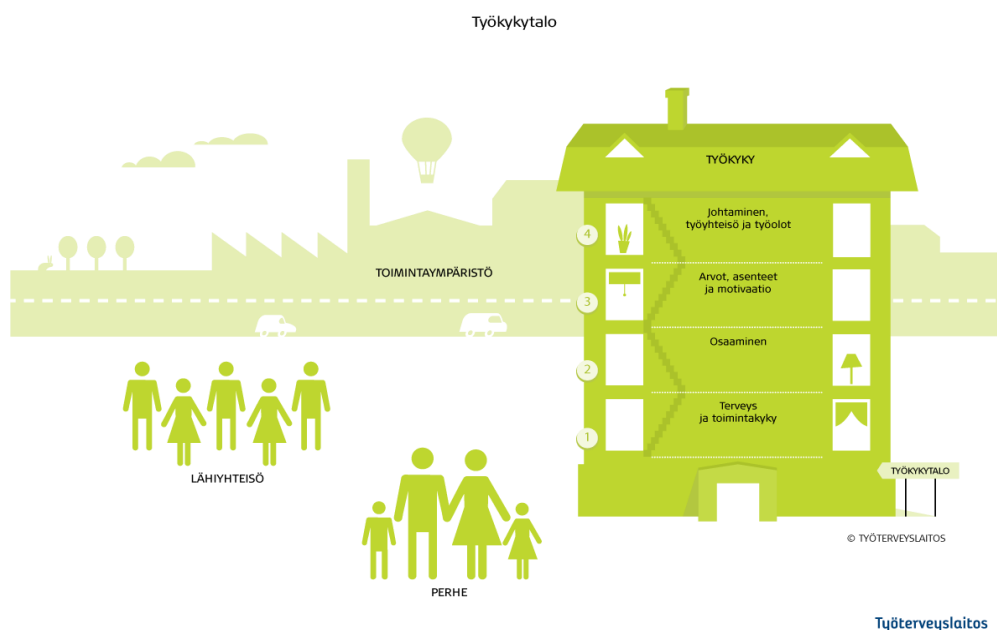 Työkykytalo
TYÖKYKY
4
Johtaminen,
työyhteisö ja työolot
TOIMINTAYMPÄRISTÖ
3
Arvot, asenteet
ja motivaatio
2
Osaaminen
1
Terveys
ja toimintakyky
LÄHIYHTEISÖ
TYÖKYKYTALO
© TYÖTERVEYSLAITOS
PERHE
Työterveyslaitos